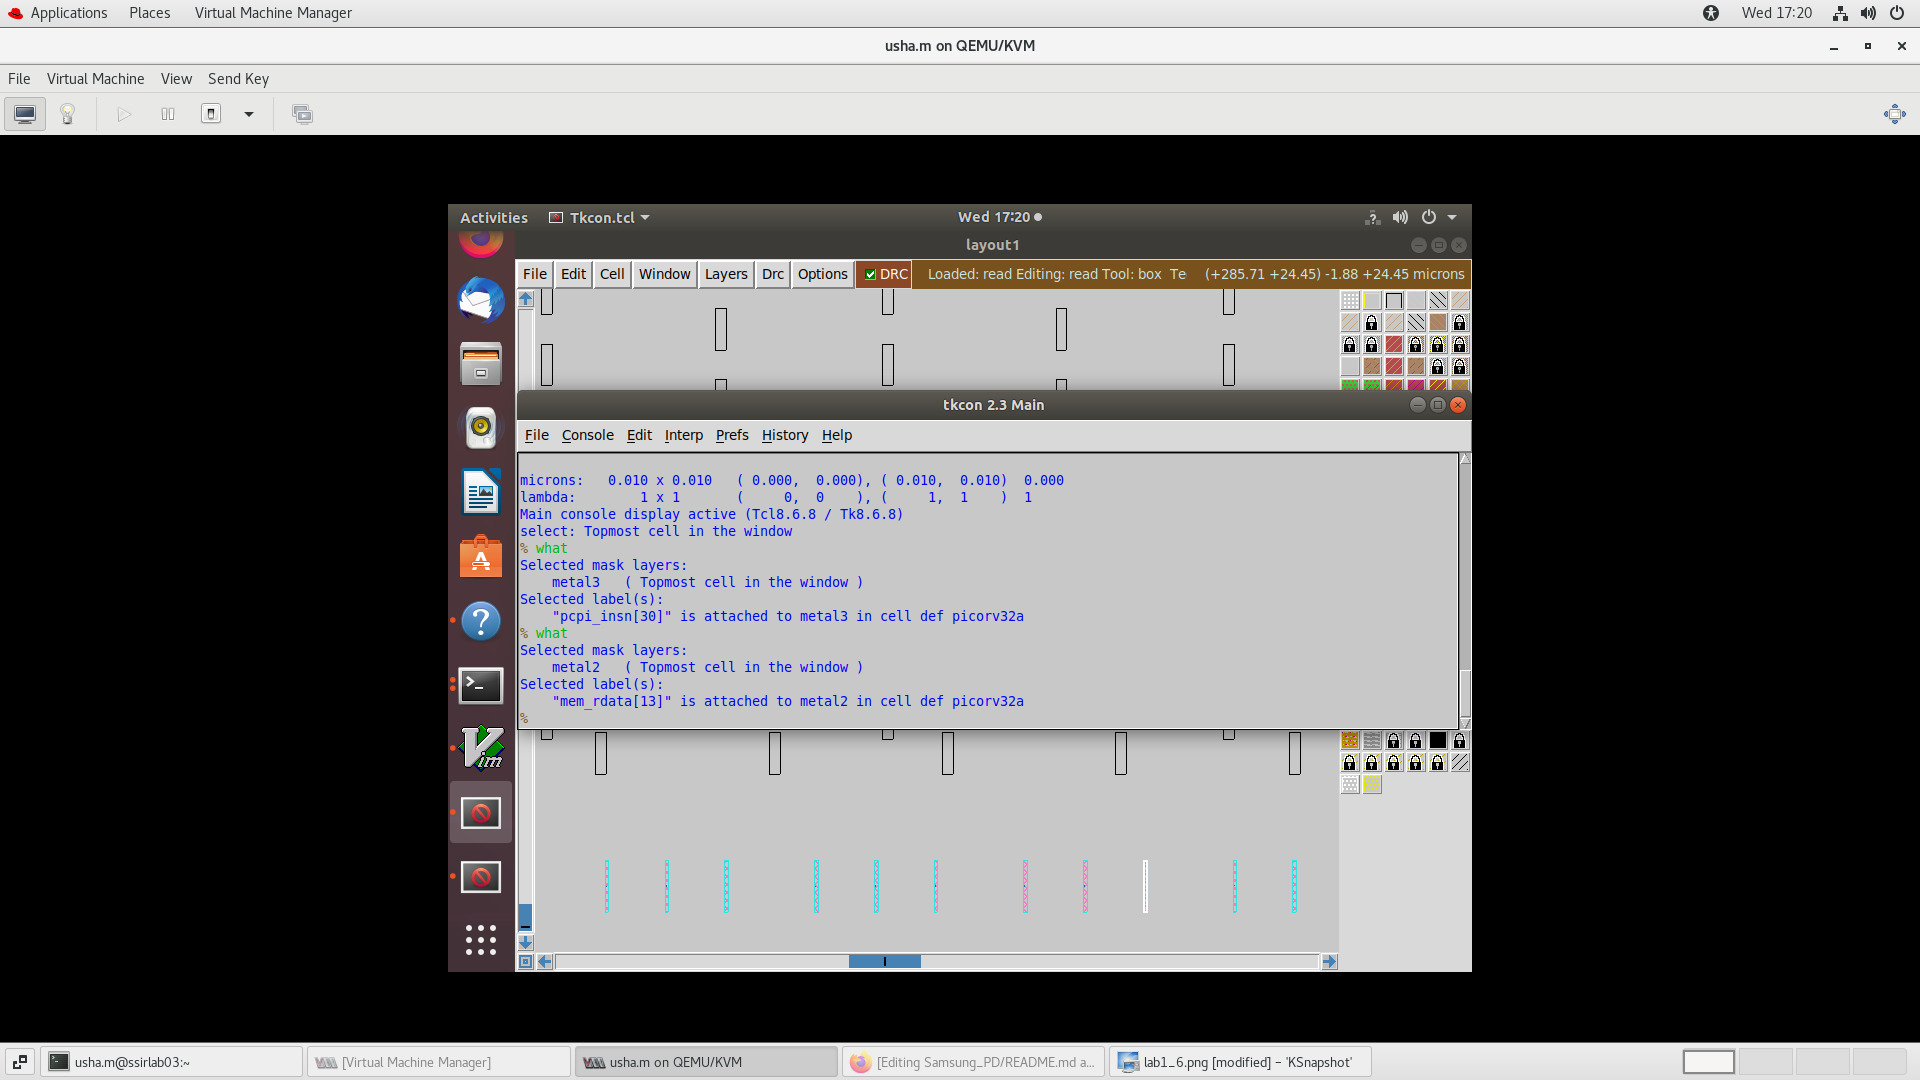 Applications Places Virtual Machine Manager Wed 17:20
usha.m on QEMU/KVM
File Virtual Machine View Send Key
Activities Tkcon.tcl Wed 17:20
layout1
File Edit Cell Window Layers Drc Options DRC Loaded: read Editing: read Tool: box Te (+285.71 +24.45) -1.88 +24.45 microns
tkcon 2.3 Main
File Console Edit Interp Prefs History Help
microns: 0.010 x 0.010 ( 0.000, 0.000), ( 0.010, 0.010) 0.000
lambda: 1 x 1 ( 0, 0 ), ( 1, 1 ) 1
Main console display active (Tcl8.6.8 / Tk8.6.8)
select: Topmost cell in the window
% what
Selected mask layers:
metal3 ( Topmost cell in the window )
Selected label(s):
"pcpi_insn[30]" is attached to metal3 in cell def picorv32a
% what
Selected mask layers:
metal2 ( Topmost cell in the window )
Selected label(s):
"mem_rdata[13]" is attached to metal2 in cell def picorv32a
%
usha.m@ssirlab03:~ [Virtual Machine Manager] usha.m on QEMU/KVM [Editing Samsung_PD/README.md a... lab1_6.png [modified] – 'KSnapshot'